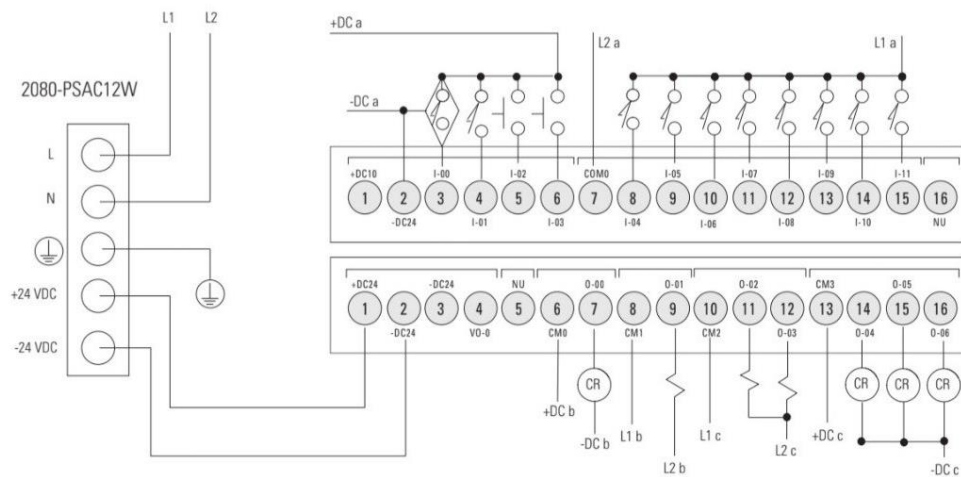 L1 L2
+DC a
L2 a
L1 a
2080-PSAC12W
-DC a
L
N
+24 VDC
-24 VDC
+DC10 I-00 I-02 COM0 I-05 I-07 I-09 I-11
1 2 3 4 5 6 7 8 9 10 11 12 13 14 15 16
-DC24 I-01 I-03 I-04 I-06 I-08 I-10 NU
+DC24 -DC24 NU O-00 O-01 O-02 CM3 O-05
1 2 3 4 5 6 7 8 9 10 11 12 13 14 15 16
-DC24 VO-0 CM0 CM1 CM2 O-03 O-04 O-06
CR CR CR CR
+DC b
-DC b
L1 b
L2 b
L1 c
L2 c
+DC c
-DC c